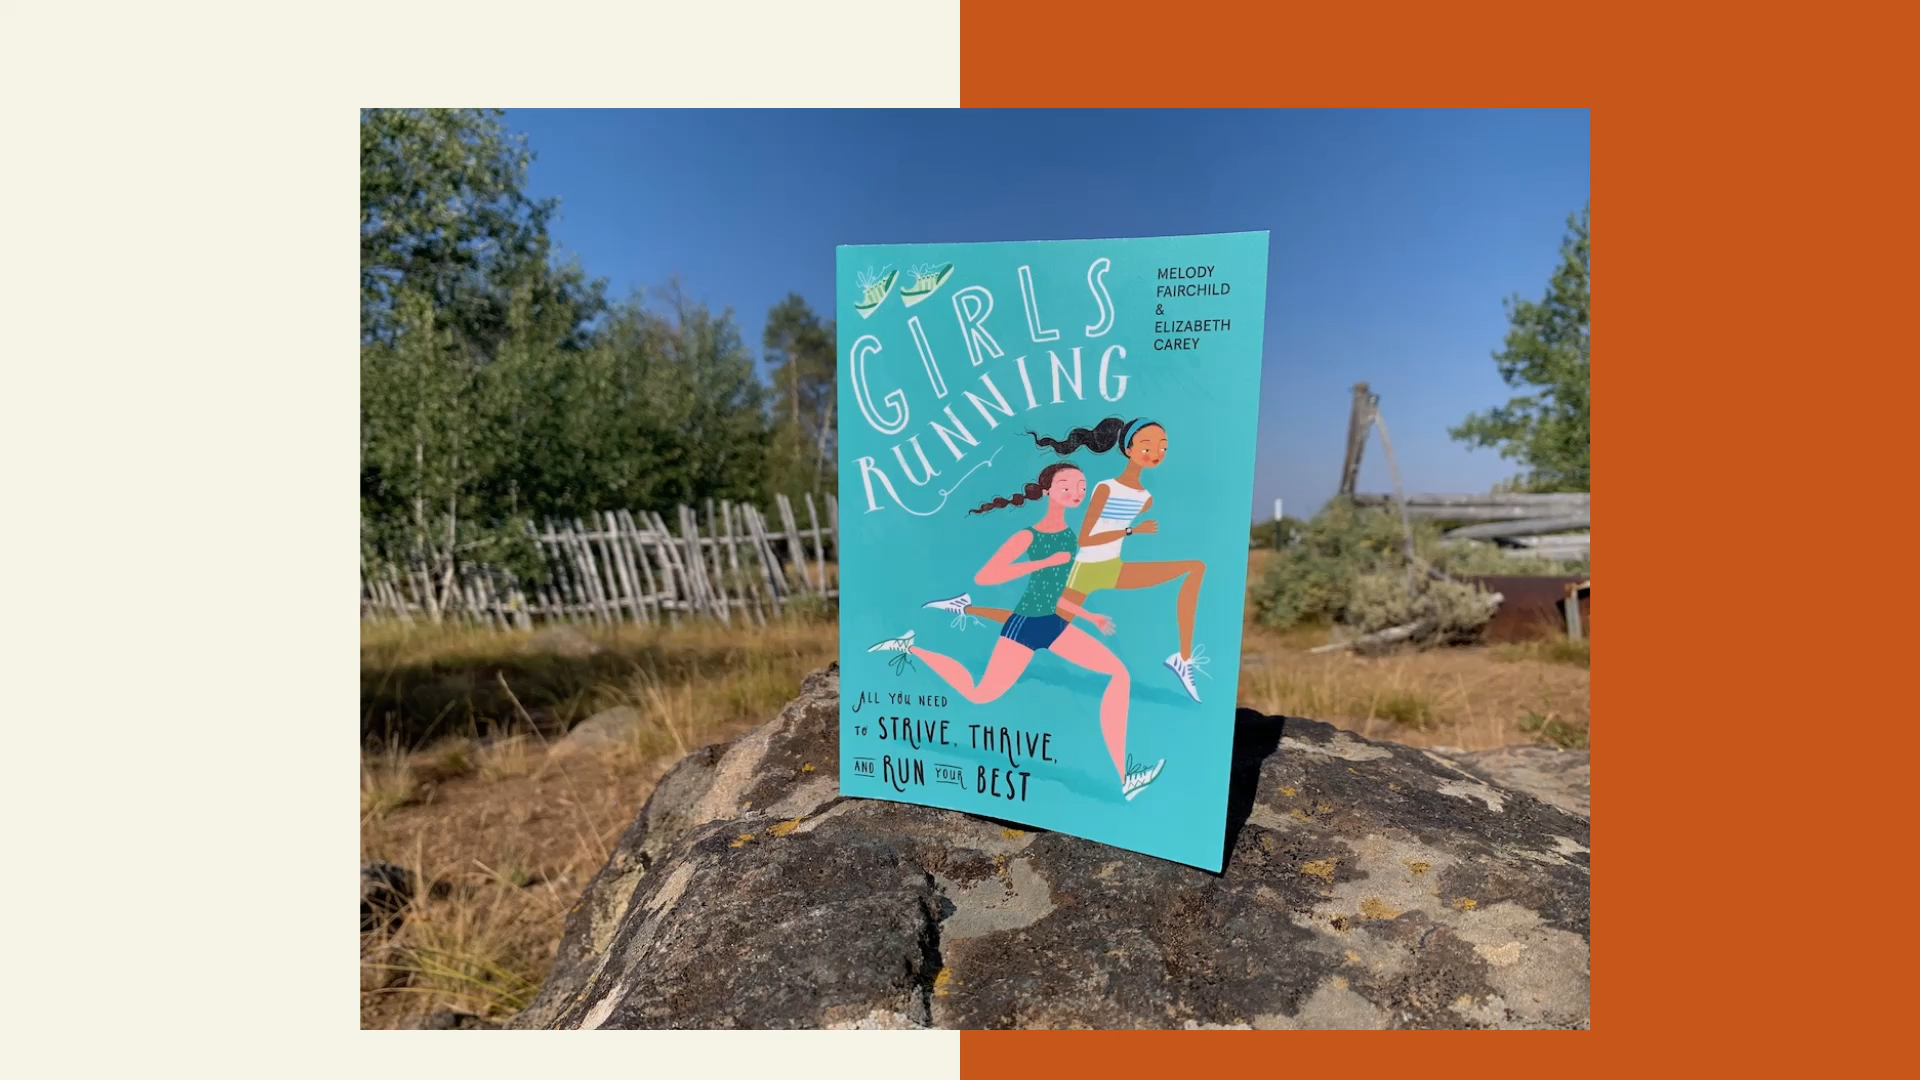 GIRLS
RUNNING
MELODY
FAIRCHILD
&
ELIZABETH
CAREY
ALL YOU NEED
TO STRIVE, THRIVE,
AND RUN YOUR BEST